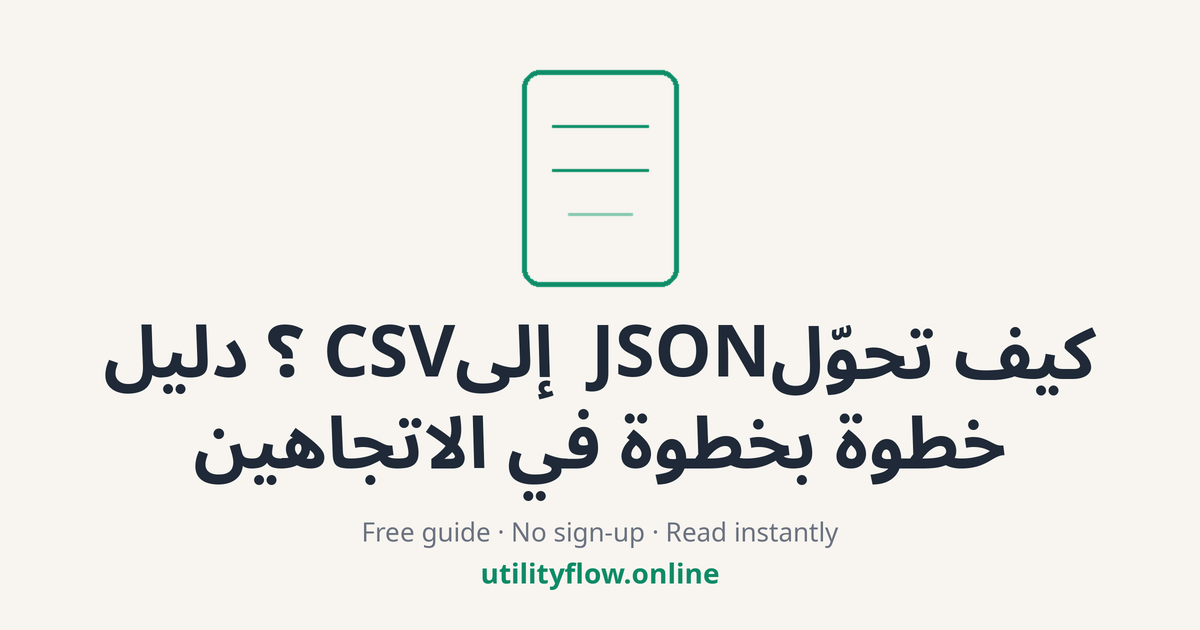 كيف تحوّل JSON إلى CSV ؟ دليل
خطوة بخطوة في الاتجاهين
Free guide · No sign-up · Read instantly
utilityflow.online